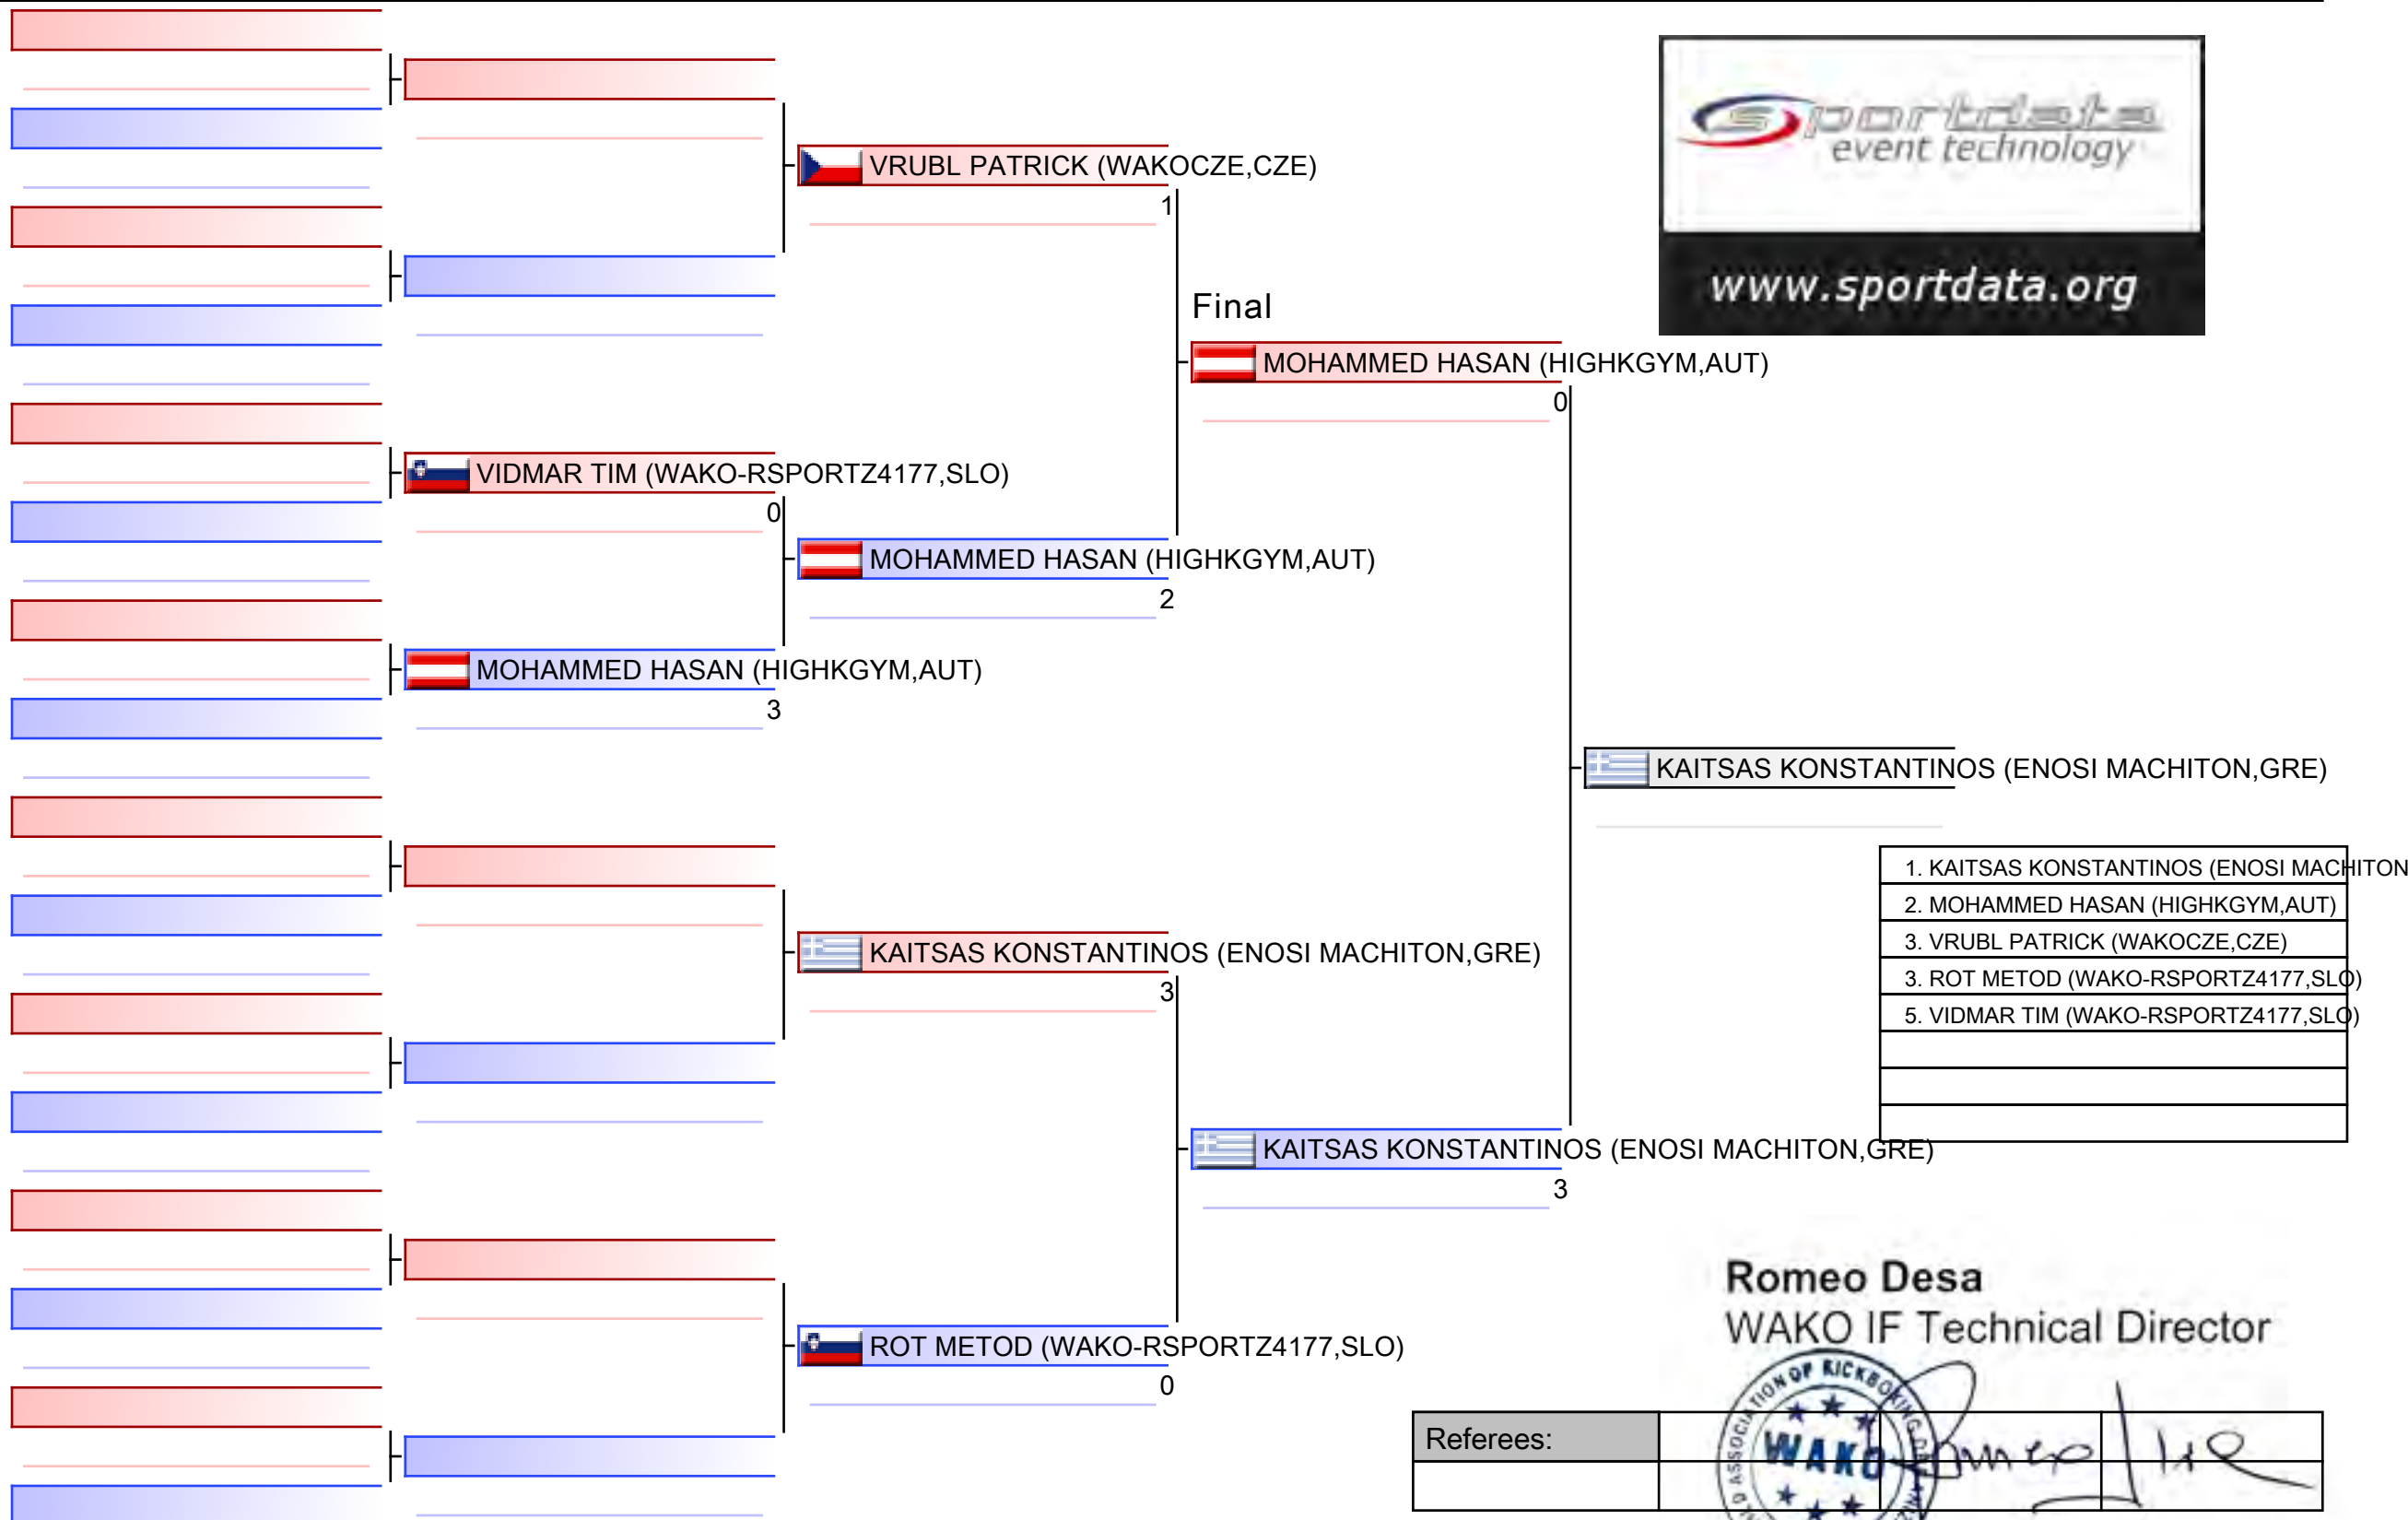 sportdata
event technology
www.sportdata.org
VRUBL PATRICK (WAKOCZE,CZE)
1
Final
MOHAMMED HASAN (HIGHKGYM,AUT)
0
VIDMAR TIM (WAKO-RSPORTZ4177,SLO)
0
MOHAMMED HASAN (HIGHKGYM,AUT)
2
MOHAMMED HASAN (HIGHKGYM,AUT)
3
KAITSAS KONSTANTINOS (ENOSI MACHITON,GRE)
1. KAITSAS KONSTANTINOS (ENOSI MACHITON
2. MOHAMMED HASAN (HIGHKGYM,AUT)
3. VRUBL PATRICK (WAKOCZE,CZE)
3. ROT METOD (WAKO-RSPORTZ4177,SLO)
5. VIDMAR TIM (WAKO-RSPORTZ4177,SLO)
KAITSAS KONSTANTINOS (ENOSI MACHITON,GRE)
3
KAITSAS KONSTANTINOS (ENOSI MACHITON,GRE)
3
ROT METOD (WAKO-RSPORTZ4177,SLO)
0
Romeo Desa
WAKO IF Technical Director
ASSOCIATION OF KICKBOXING
WAKO
Referees: